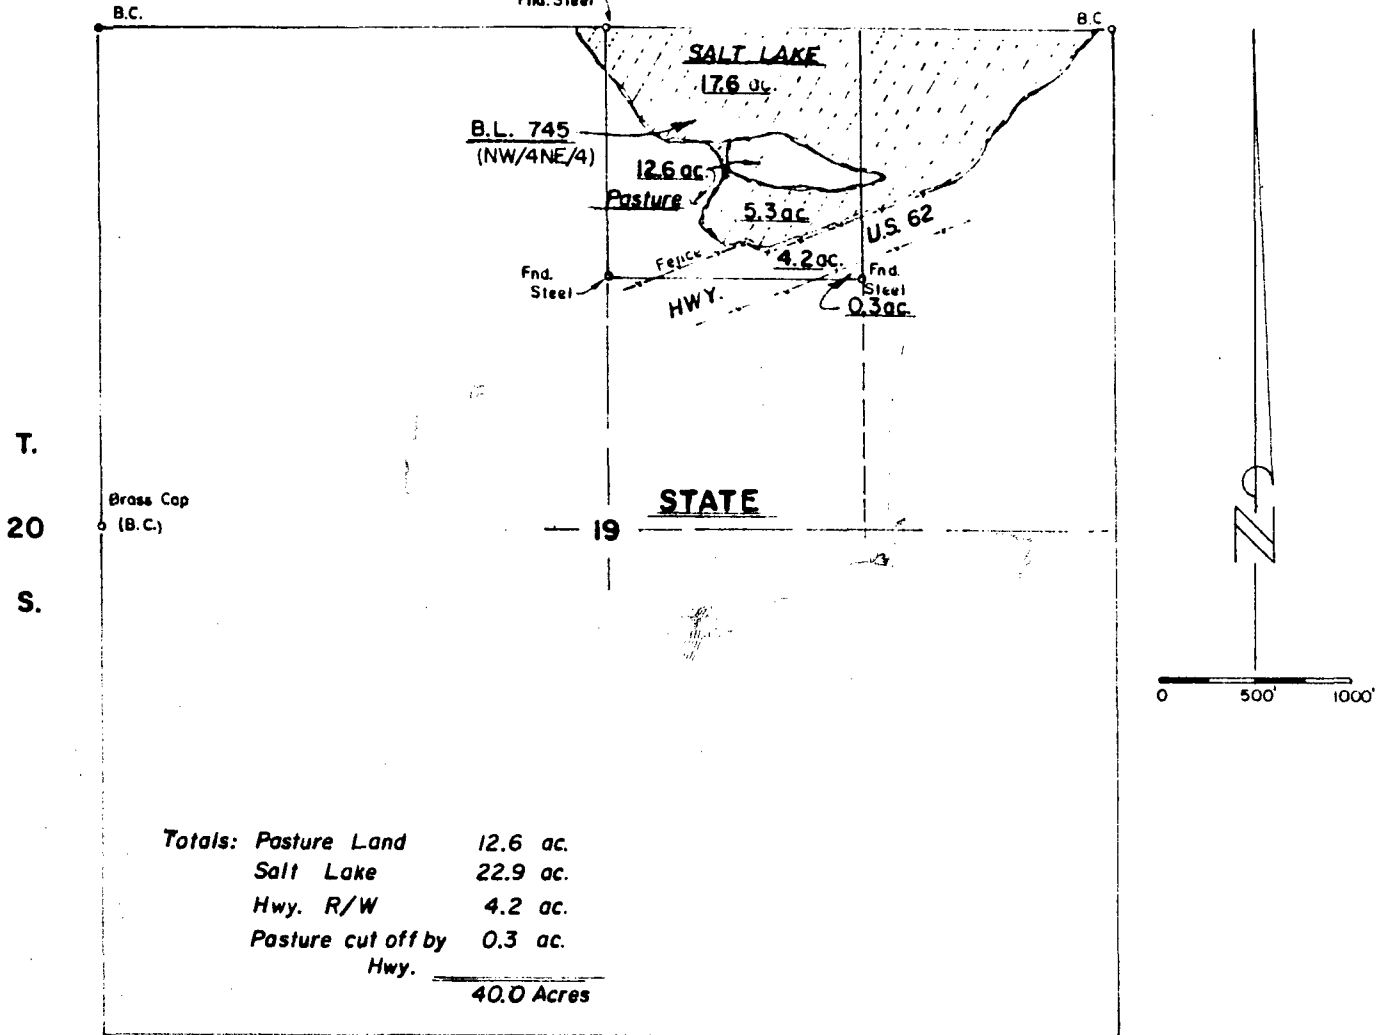 B.C.
Fnd. Steel
B.C
SALT LAKE
17.6 ac.
B.L. 745
(NW/4NE/4)
12.6 ac.
Pasture
5.3 ac.
U.S. 62
Fence
4.2 ac.
HWY.
Fnd.
Steel
Fnd.
Steel
0.3 ac.
T.
20
S.
Brass Cap
(B.C.)
STATE
19
N
0 500' 1000'
Totals: Pasture Land 12.6 ac.
Salt Lake 22.9 ac.
Hwy. R/W 4.2 ac.
Pasture cut off by 0.3 ac.
Hwy.
40.0 Acres